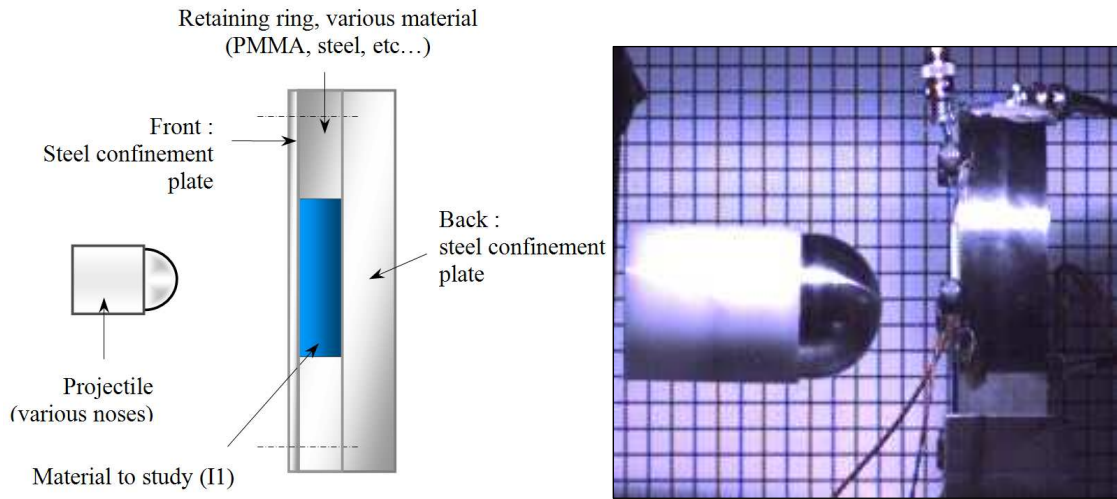 Retaining ring, various material
(PMMA, steel, etc…)
Front :
Steel confinement
plate
Back :
steel confinement
plate
Projectile
(various noses)
Material to study (I1)